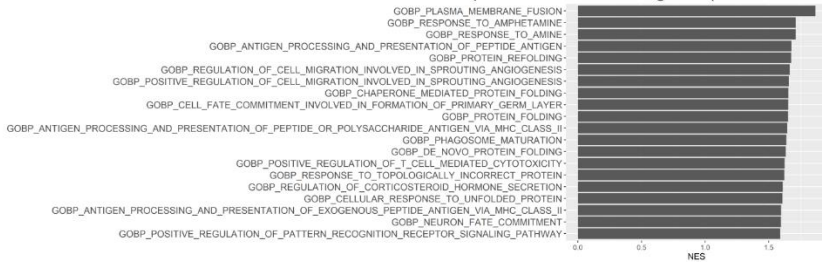 GOBP_PLASMA_MEMBRANE_FUSION
GOBP_RESPONSE_TO_AMPHETAMINE
GOBP_RESPONSE_TO_AMINE
GOBP_ANTIGEN_PROCESSING_AND_PRESENTATION_OF_PEPTIDE_ANTIGEN
GOBP_PROTEIN_REFOLDING
GOBP_REGULATION_OF_CELL_MIGRATION_INVOLVED_IN_SPROUTING_ANGIOGENESIS
GOBP_POSITIVE_REGULATION_OF_CELL_MIGRATION_INVOLVED_IN_SPROUTING_ANGIOGENESIS
GOBP_CHAPERONE_MEDIATED_PROTEIN_FOLDING
GOBP_CELL_FATE_COMMITMENT_INVOLVED_IN_FORMATION_OF_PRIMARY_GERM_LAYER
GOBP_PROTEIN_FOLDING
GOBP_ANTIGEN_PROCESSING_AND_PRESENTATION_OF_PEPTIDE_OR_POLYSACCHARIDE_ANTIGEN_VIA_MHC_CLASS_II
GOBP_PHAGOSOME_MATURATION
GOBP_DE_NOVO_PROTEIN_FOLDING
GOBP_POSITIVE_REGULATION_OF_T_CELL_MEDIATED_CYTOTOXICITY
GOBP_RESPONSE_TO_TOPOLOGICALLY_INCORRECT_PROTEIN
GOBP_REGULATION_OF_CORTICOSTEROID_HORMONE_SECRETION
GOBP_CELLULAR_RESPONSE_TO_UNFOLDED_PROTEIN
GOBP_ANTIGEN_PROCESSING_AND_PRESENTATION_OF_EXOGENOUS_PEPTIDE_ANTIGEN_VIA_MHC_CLASS_II
GOBP_NEURON_FATE_COMMITMENT
GOBP_POSITIVE_REGULATION_OF_PATTERN_RECOGNITION_RECEPTOR_SIGNALING_PATHWAY
0.0 0.5 1.0 1.5
NES